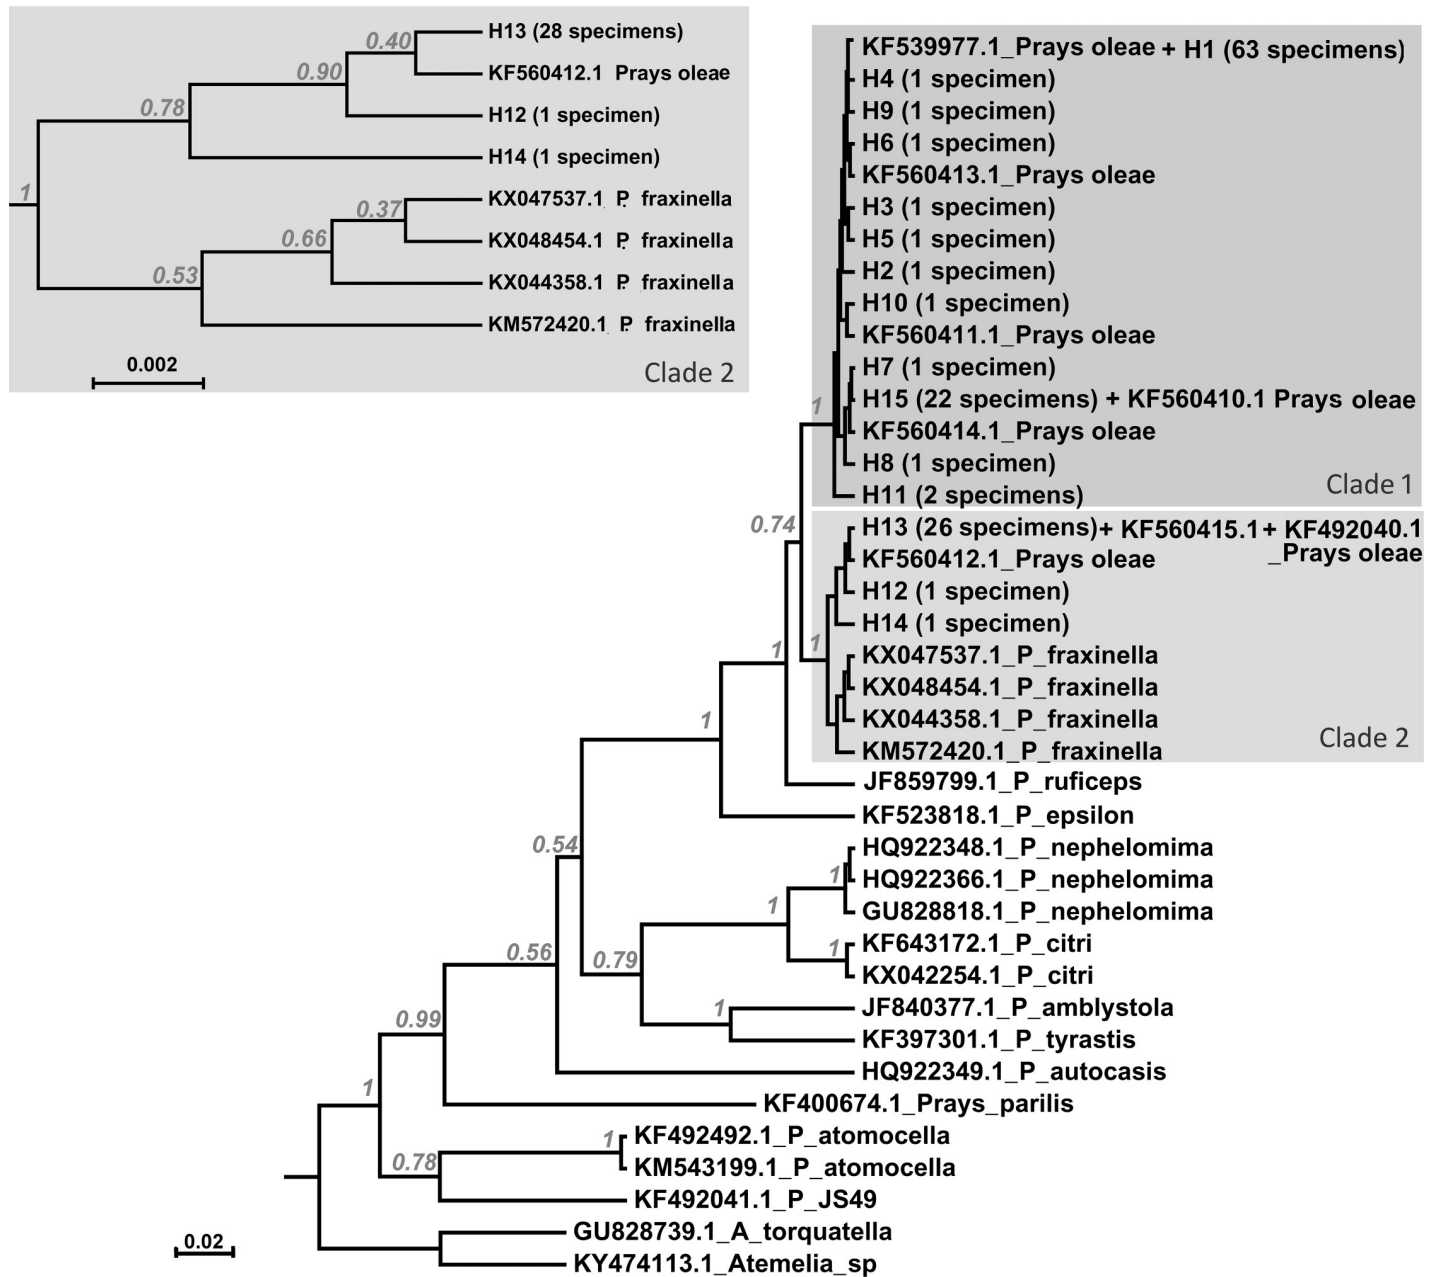 0.40
H13 (28 specimens)
0.90
KF560412.1 Prays oleae
0.78
H12 (1 specimen)
H14 (1 specimen)
1
0.37
KX047537.1 P. fraxinella
0.66
KX048454.1 P. fraxinella
0.53
KX044358.1 P. fraxinella
KM572420.1 P. fraxinella
0.002
Clade 2
KF539977.1_Prays oleae + H1 (63 specimens)
H4 (1 specimen)
H9 (1 specimen)
H6 (1 specimen)
KF560413.1_Prays oleae
H3 (1 specimen)
H5 (1 specimen)
H2 (1 specimen)
H10 (1 specimen)
KF560411.1_Prays oleae
H7 (1 specimen)
1
H15 (22 specimens) + KF560410.1 Prays oleae
KF560414.1_Prays oleae
H8 (1 specimen)
Clade 1
H11 (2 specimens)
0.74
H13 (26 specimens)+ KF560415.1+ KF492040.1
_Prays oleae
KF560412.1_Prays oleae
H12 (1 specimen)
H14 (1 specimen)
1
1
KX047537.1_P_fraxinella
KX048454.1_P_fraxinella
1
KX044358.1_P_fraxinella
Clade 2
KM572420.1_P_fraxinella
JF859799.1_P_ruficeps
KF523818.1_P_epsilon
0.54
HQ922348.1_P_nephelomima
1
HQ922366.1_P_nephelomima
1
GU828818.1_P_nephelomima
0.56
0.79
1
KF643172.1_P_citri
KX042254.1_P_citri
1
JF840377.1_P_amblystola
0.99
KF397301.1_P_tyrastis
HQ922349.1_P_autocasis
1
KF400674.1_Prays_parilis
1
KF492492.1_P_atomocella
0.78
KM543199.1_P_atomocella
KF492041.1_P_JS49
GU828739.1_A_torquatella
0.02
KY474113.1_Atemelia_sp